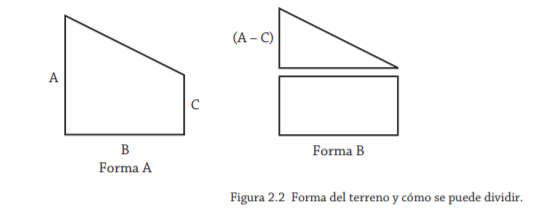 (A – C)
A
C
B
Forma A
Forma B
Figura 2.2 Forma del terreno y cómo se puede dividir.